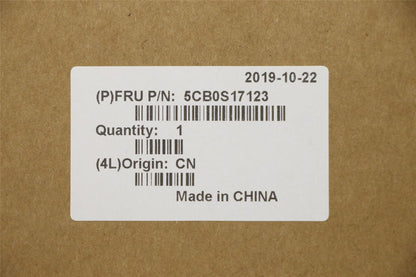 2019-10-22
(P)FRU P/N: 5CB0S17123
Quantity: 1
(4L)Origin: CN
Made in CHINA